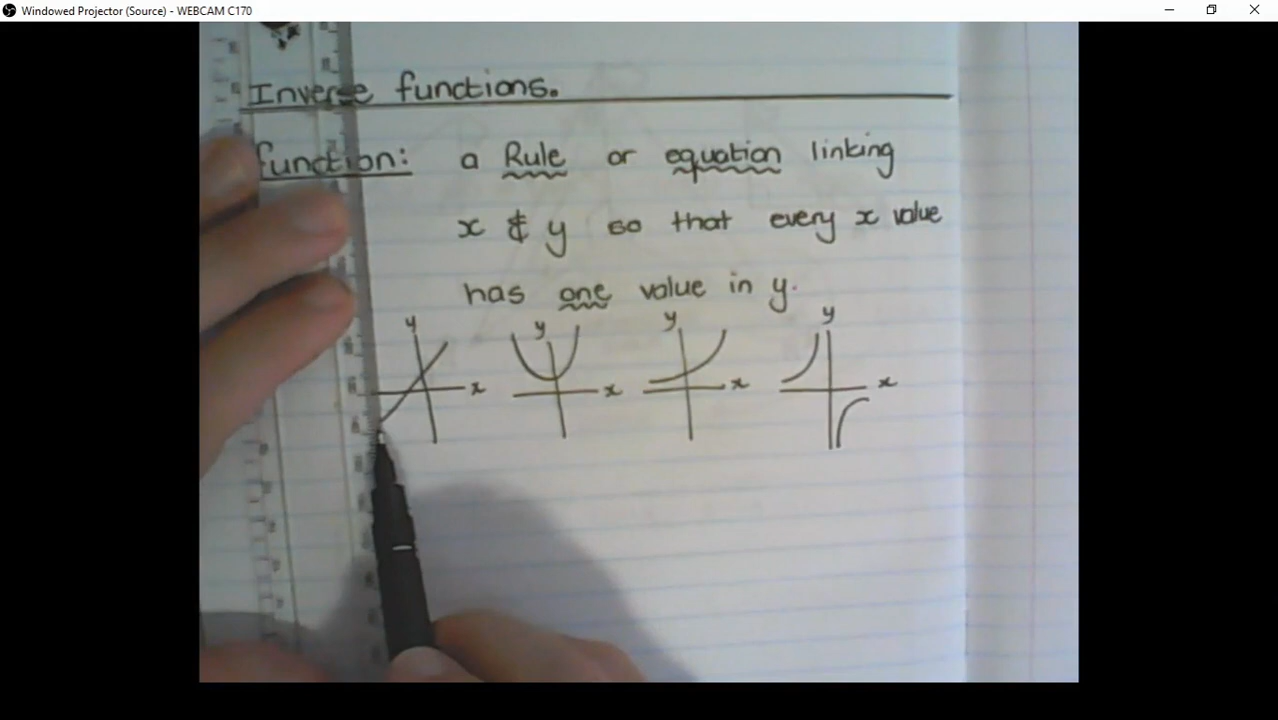 Windowed Projector (Source) - WEBCAM C170
Inverse functions.
function: a Rule or equation linking
x & y so that every x value
has one value in y.
y y y y
x x x x